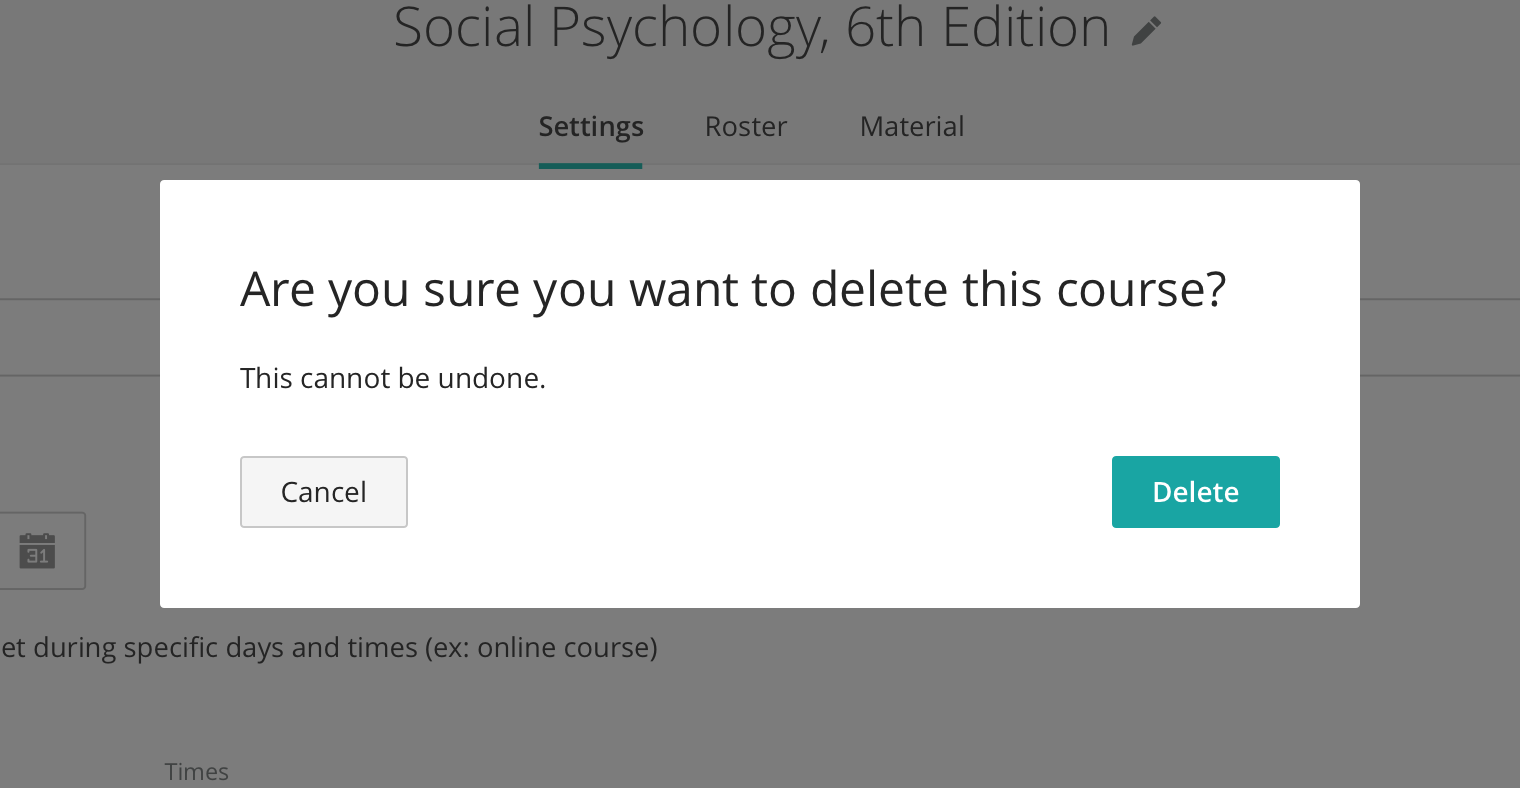 Social Psychology, 6th Edition
Settings Roster Material
Are you sure you want to delete this course?
This cannot be undone.
Cancel Delete
31
et during specific days and times (ex: online course)
Times